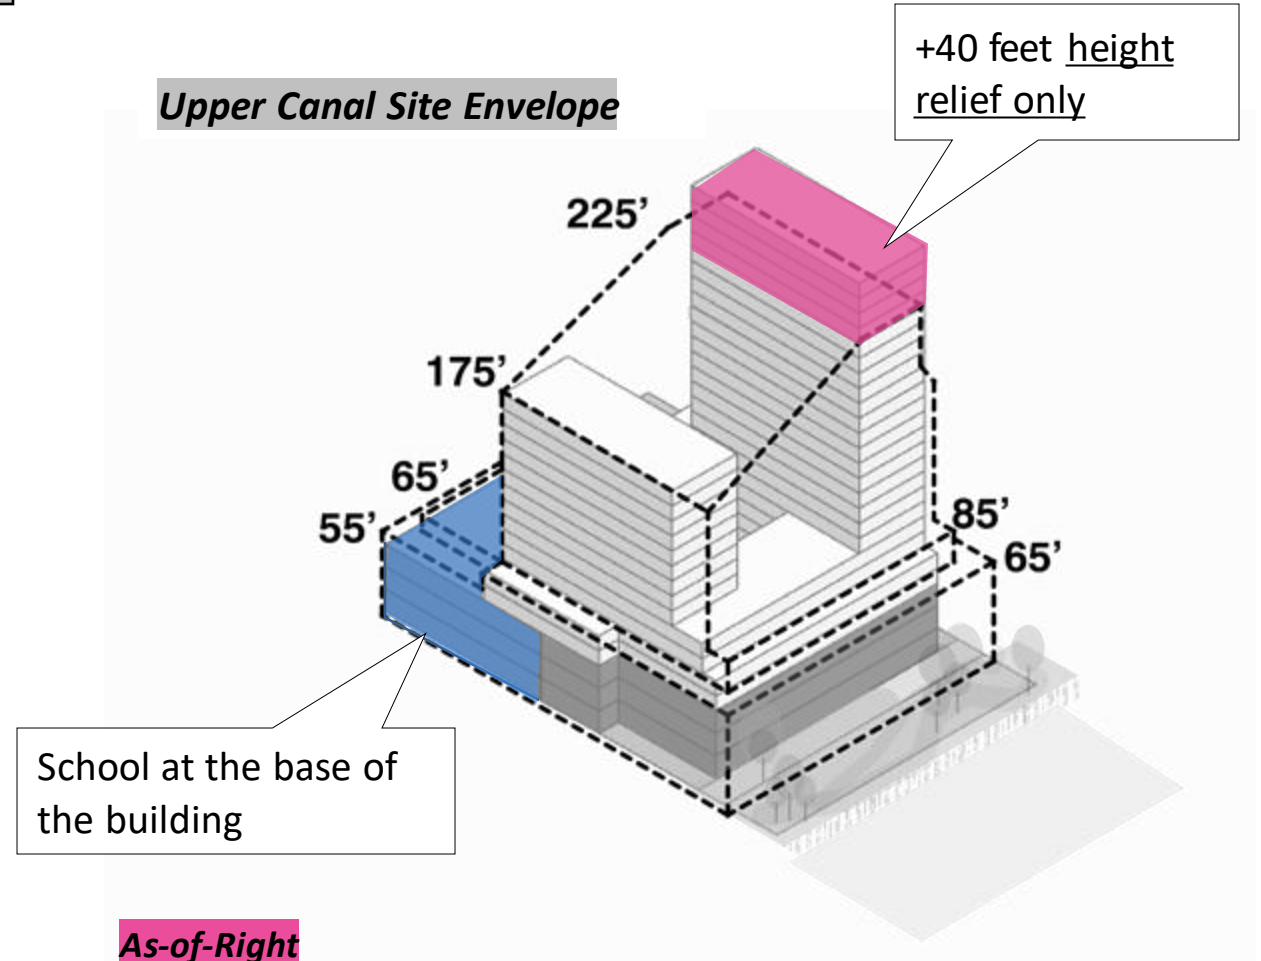 +40 feet height
relief only
Upper Canal Site Envelope
225’
175’
65’
55’
85’
65’
School at the base of
the building
As-of-Right